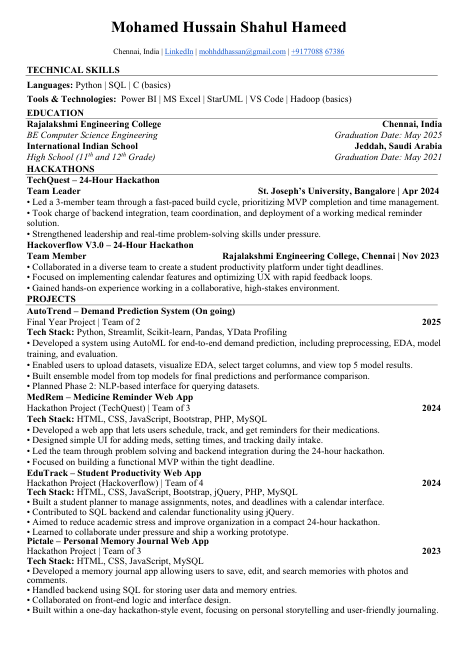 Mohamed Hussain Shahul Hameed
Chennai, India | LinkedIn | mohhddhassan@gmail.com | +9177088 67386
TECHNICAL SKILLS
Languages: Python | SQL | C (basics)
Tools & Technologies: Power BI | MS Excel | StarUML | VS Code | Hadoop (basics)
EDUCATION
Rajalakshmi Engineering College Chennai, India
BE Computer Science Engineering Graduation Date: May 2025
International Indian School Jeddah, Saudi Arabia
High School (11th and 12th Grade) Graduation Date: May 2021
HACKATHONS
TechQuest – 24-Hour Hackathon
Team Leader St. Joseph’s University, Bangalore | Apr 2024
• Led a 3-member team through a fast-paced build cycle, prioritizing MVP completion and time management.
• Took charge of backend integration, team coordination, and deployment of a working medical reminder
solution.
• Strengthened leadership and real-time problem-solving skills under pressure.
Hackoverflow V3.0 – 24-Hour Hackathon
Team Member Rajalakshmi Engineering College, Chennai | Nov 2023
• Collaborated in a diverse team to create a student productivity platform under tight deadlines.
• Focused on implementing calendar features and optimizing UX with rapid feedback loops.
• Gained hands-on experience working in a collaborative, high-stakes environment.
PROJECTS
AutoTrend – Demand Prediction System (On going)
Final Year Project | Team of 2 2025
Tech Stack: Python, Streamlit, Scikit-learn, Pandas, YData Profiling
• Developed a system using AutoML for end-to-end demand prediction, including preprocessing, EDA, model
training, and evaluation.
• Enabled users to upload datasets, visualize EDA, select target columns, and view top 5 model results.
• Built ensemble model from top models for final predictions and performance comparison.
• Planned Phase 2: NLP-based interface for querying datasets.
MedRem – Medicine Reminder Web App
Hackathon Project (TechQuest) | Team of 3 2024
Tech Stack: HTML, CSS, JavaScript, Bootstrap, PHP, MySQL
• Developed a web app that lets users schedule, track, and get reminders for their medications.
• Designed simple UI for adding meds, setting times, and tracking daily intake.
• Led the team through problem solving and backend integration during the 24-hour hackathon.
• Focused on building a functional MVP within the tight deadline.
EduTrack – Student Productivity Web App
Hackathon Project (Hackoverflow) | Team of 4 2024
Tech Stack: HTML, CSS, JavaScript, Bootstrap, jQuery, PHP, MySQL
• Built a student planner to manage assignments, notes, and deadlines with a calendar interface.
• Contributed to SQL backend and calendar functionality using jQuery.
• Aimed to reduce academic stress and improve organization in a compact 24-hour hackathon.
• Learned to collaborate under pressure and ship a working prototype.
Pictale – Personal Memory Journal Web App
Hackathon Project | Team of 3 2023
Tech Stack: HTML, CSS, JavaScript, MySQL
• Developed a memory journal app allowing users to save, edit, and search memories with photos and
comments.
• Handled backend using SQL for storing user data and memory entries.
• Collaborated on front-end logic and interface design.
• Built within a one-day hackathon-style event, focusing on personal storytelling and user-friendly journaling.